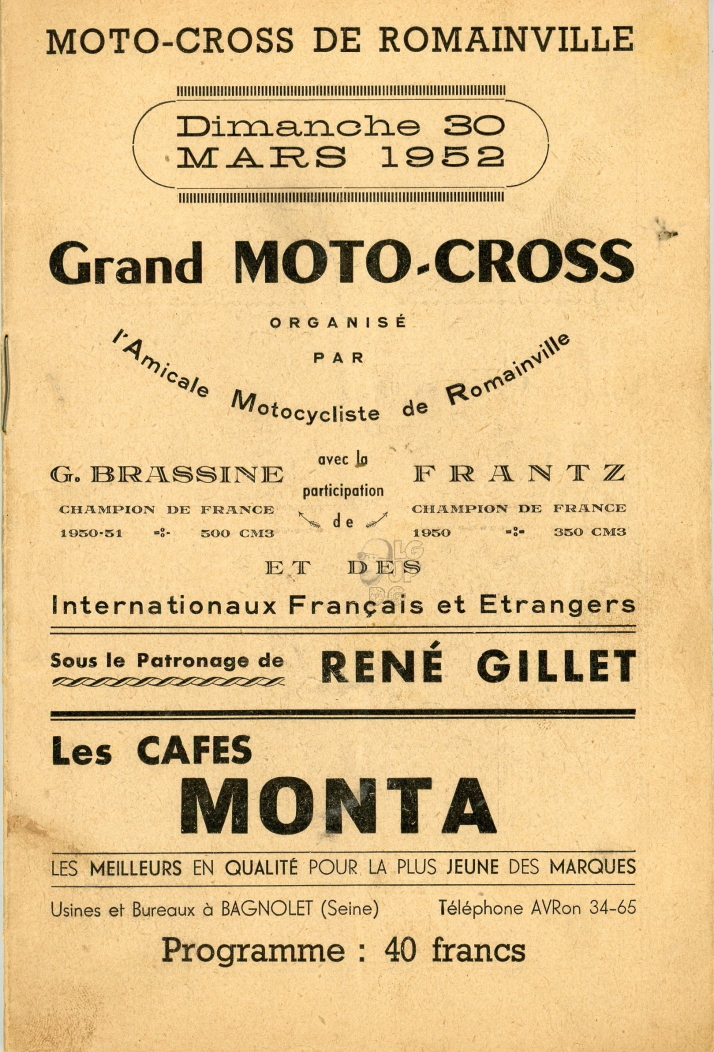 MOTO-CROSS DE ROMAINVILLE
Dimanche 30
MARS 1952
Grand MOTO-CROSS
ORGANISÉ
PAR
l'Amicale Motocycliste de Romainville
avec la
participation
de
G. BRASSINE
CHAMPION DE FRANCE
1950-51 500 CM3
FRANTZ
CHAMPION DE FRANCE
1950 350 CM3
ET DES
Internationaux Français et Etrangers
Sous le Patronage de RENÉ GILLET
Les CAFES
MONTA
LES MEILLEURS EN QUALITÉ POUR LA PLUS JEUNE DES MARQUES
Usines et Bureaux à BAGNOLET (Seine) Téléphone AVRon 34-65
Programme : 40 francs